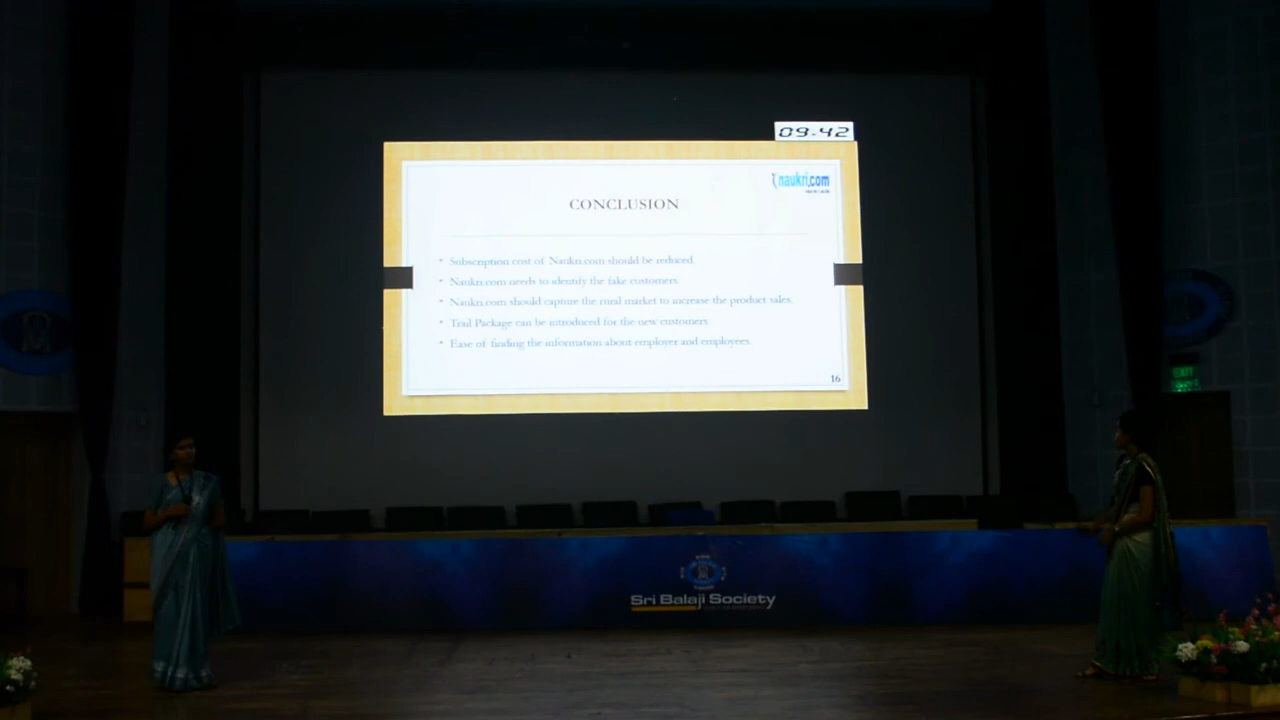 09-42
naukri.com
CONCLUSION
• Subscription cost of Naukri.com should be reduced.
• Naukri.com needs to identify the fake customers.
• Naukri.com should capture the rural market to increase the product sales.
• Trail Package can be introduced for the new customers.
• Ease of finding the information about employer and employees.
16
EXIT
Sri Balaji Society